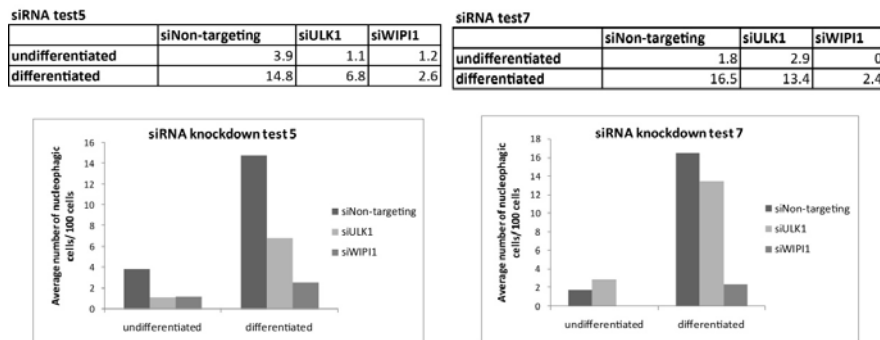 siRNA test5
siNon-targeting siULK1 siWIPI1
undifferentiated 3.9 1.1 1.2
differentiated 14.8 6.8 2.6
siRNA test7
siNon-targeting siULK1 siWIPI1
undifferentiated 1.8 2.9 0
differentiated 16.5 13.4 2.4
siRNA knockdown test 5
Average number of nucleophagic
cells/ 100 cells
16
14
12
10
8
6
4
2
0
undifferentiated differentiated
siNon-targeting
siULK1
siWIPI1
siRNA knockdown test 7
Average number of nucleophagic
cells/100 cells
18
16
14
12
10
8
6
4
2
0
undifferentiated differentiated
siNon-targeting
siULK1
siWIPI1